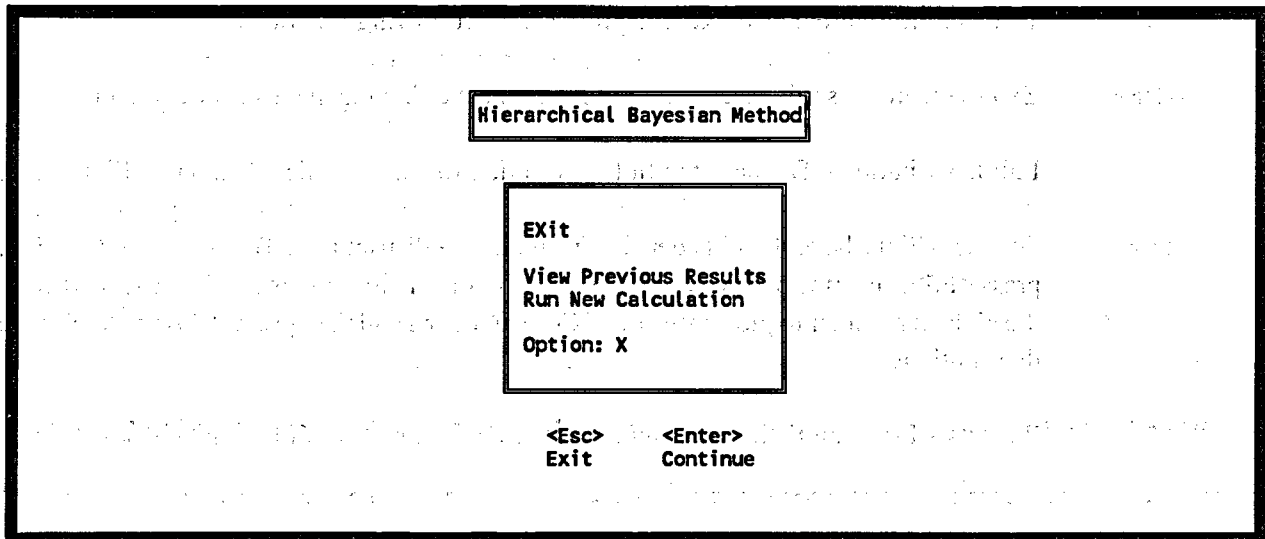 Hierarchical Bayesian Method
EXit
View Previous Results
Run New Calculation
Option: X
<Esc> <Enter>
Exit Continue